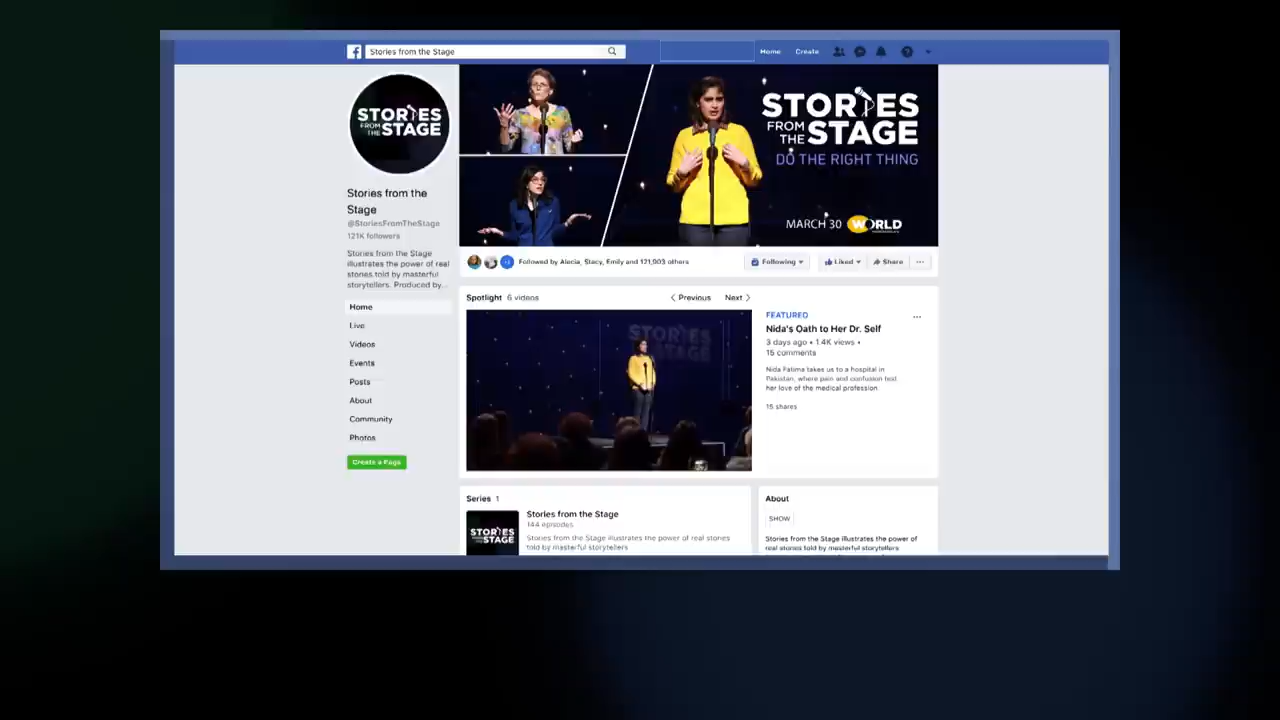 Stories from the Stage
Home
Create
STORIES
FROM
THE
STAGE
STORIES
FROM
THE
STAGE
DO THE RIGHT THING
MARCH 30 WORLD
Stories from the
Stage
@StoriesFromTheStage
121K followers
Stories from the Stage
illustrates the power of real
stories told by masterful
storytellers. Produced by...
Followed by Alecia, Stacy, Emily and 121,903 others
Following
Liked
Share
...
Home
Live
Videos
Events
Posts
About
Community
Photos
Create a Page
Spotlight 6 videos
Previous
Next
STORIES
STAGE
FEATURED
...
Nida's Oath to Her Dr. Self
3 days ago • 1.4K views •
15 comments
Nida Fatima takes us to a hospital in
Pakistan, where pain and confusion test
her love of the medical profession
15 shares
Series 1
STORIES
FROM
THE
STAGE
Stories from the Stage
144 episodes
Stories from the Stage illustrates the power of real stories
told by masterful storytellers
About
SHOW
Stories from the Stage illustrates the power of
real stories told by masterful storytellers